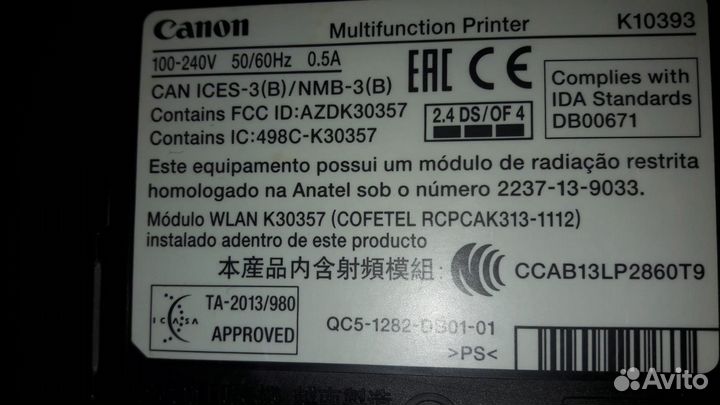 Canon Multifunction Printer K10393
100-240V 50/60Hz 0.5A
CAN ICES-3(B)/NMB-3(B)
Contains FCC ID:AZDK30357
Contains IC:498C-K30357
EAC CE
2.4 DS/OF 4
Complies with
IDA Standards
DB00671
Este equipamento possui um módulo de radiação restrita
homologado na Anatel sob o número 2237-13-9033.
Módulo WLAN K30357 (COFETEL RCPCAK313-1112)
instalado adentro de este producto
本產品内含射頻模組: CCAB13LP2860T9
ICASA
TA-2013/980
APPROVED
QC5-1282-DB01-01
>PS<
Avito